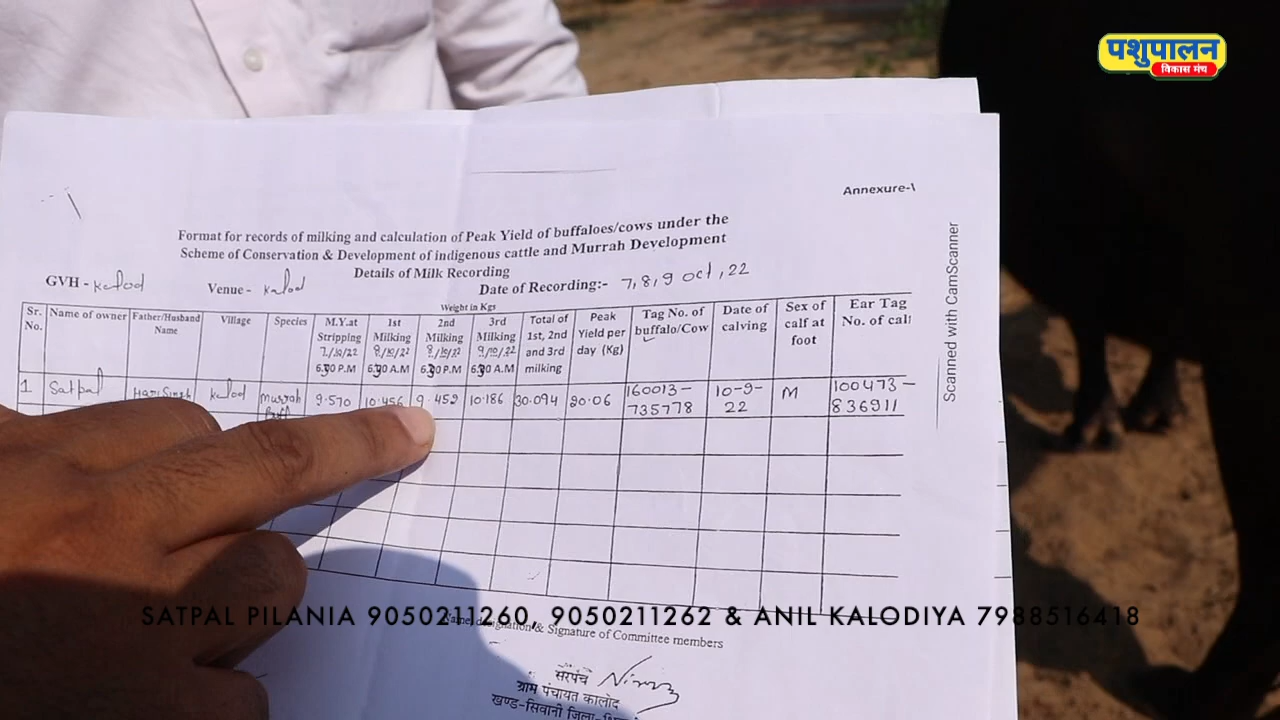 पशुपालन
विकास मंच
Annexure-V
Format for records of milking and calculation of Peak Yield of buffaloes/cows under the
Scheme of Conservation & Development of indigenous cattle and Murrah Development
Details of Milk Recording
GVH - Kalod Venue - Kalod Date of Recording:- 7,8,9 oct,22
Weight in Kgs
Sr. No. Name of owner Father/Husband Name Village Species M.Y.at Stripping 7/10/22 6.30 P.M 1st Milking 8/10/22 6.30 A.M 2nd Milking 8/10/22 6.30 P.M 3rd Milking 9/10/22 6.30 A.M Total of 1st, 2nd and 3rd milking Peak Yield per day (Kg) Tag No. of buffalo/Cow Date of calving Sex of calf at foot Ear Tag No. of calf
1 Satpal Hari Singh Kalod Murrah 9.570 10.456 9.452 10.186 30.094 20.06 160013-735778 10-9-22 M 100473-836911
Scanned with CamScanner
SATPAL PILANIA 9050211260, 9050211262 & ANIL KALODIYA 7988516418
Name, designation & Signature of Committee members
सरपंच
ग्राम पंचायत कालोद
खण्ड-सिवानी जिला-